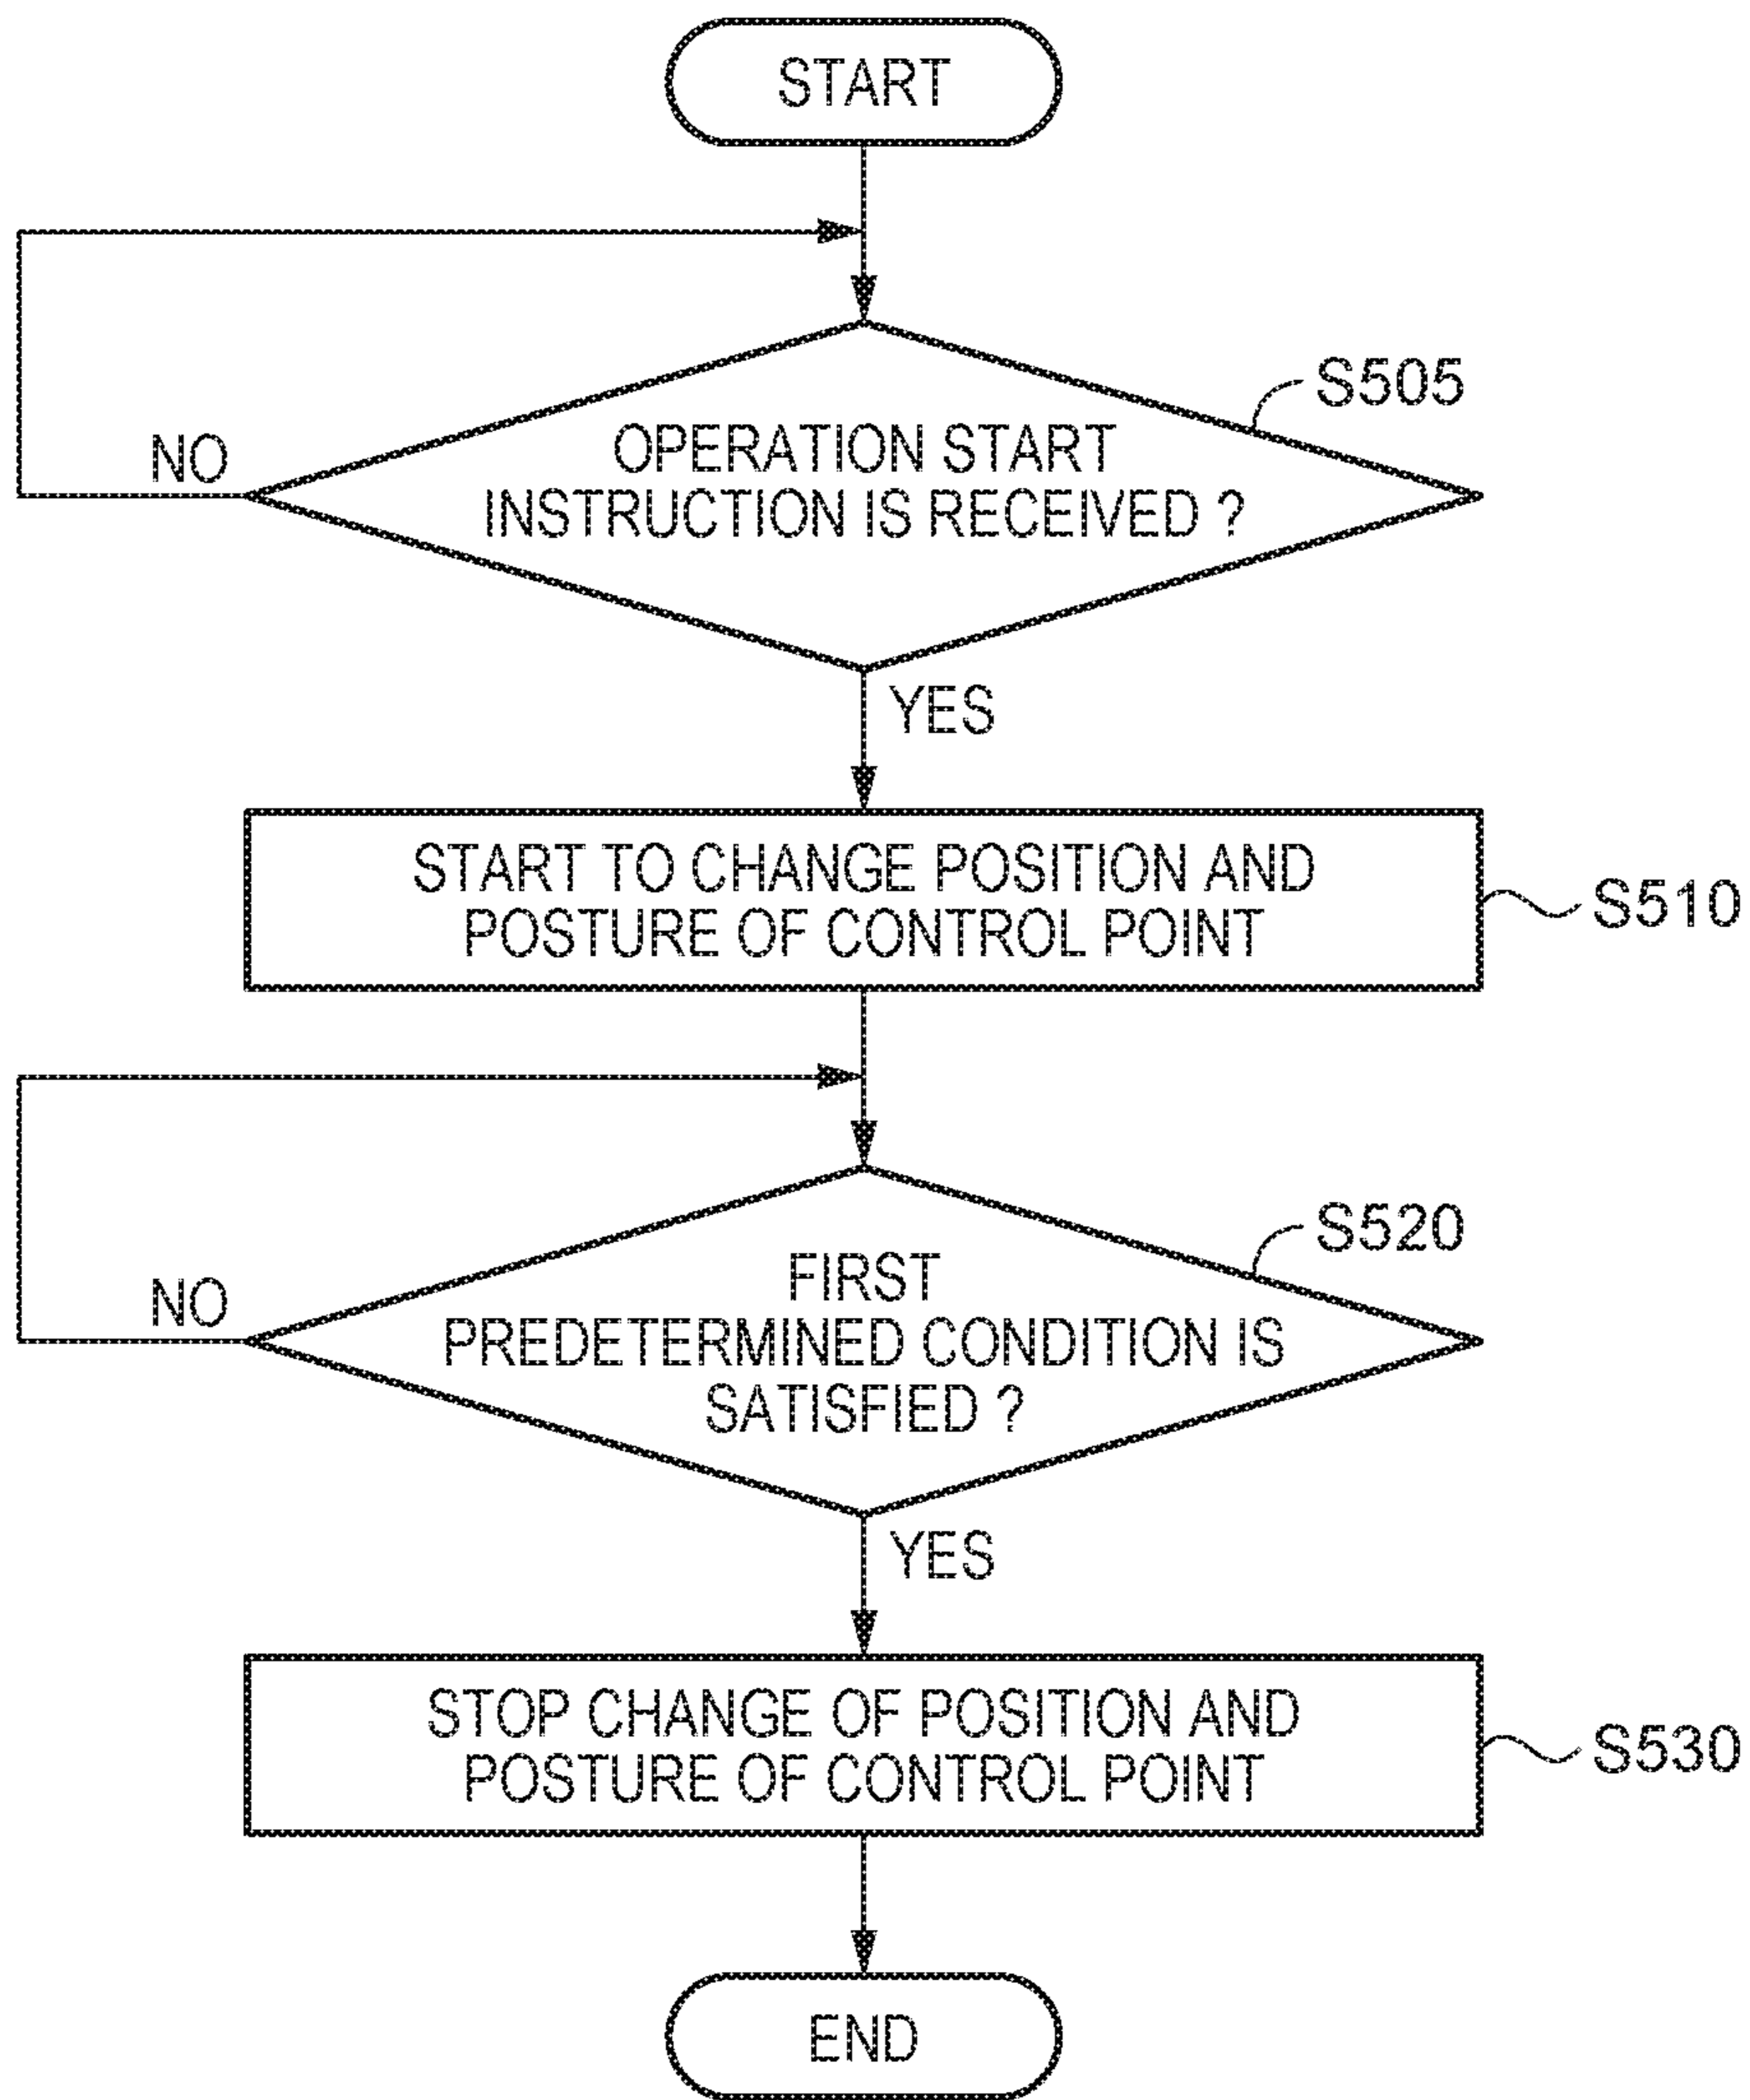 START
S505
OPERATION START
NO
INSTRUCTION IS RECEIVED ?
YES
START TO CHANGE POSITION AND
POSTURE OF CONTROL POINT
S510
S520
FIRST
NO
PREDETERMINED CONDITION IS
SATISFIED ?
YES
STOP CHANGE OF POSITION AND
POSTURE OF CONTROL POINT
S530
END